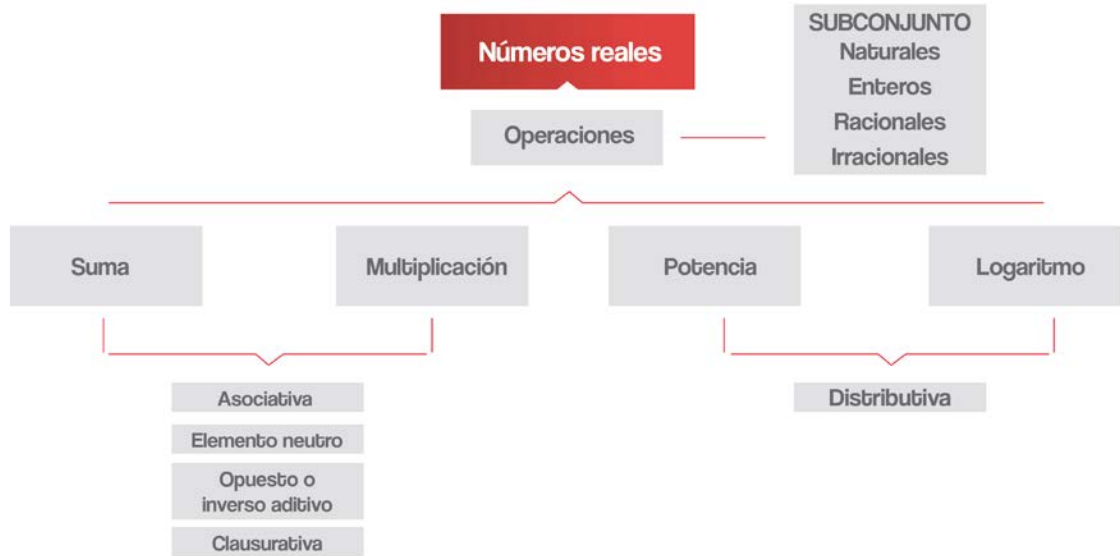 Números reales
SUBCONJUNTO
Naturales
Enteros
Racionales
Irracionales
Operaciones
Suma
Multiplicación
Potencia
Logaritmo
Asociativa
Elemento neutro
Opuesto o
inverso aditivo
Clausurativa
Distributiva